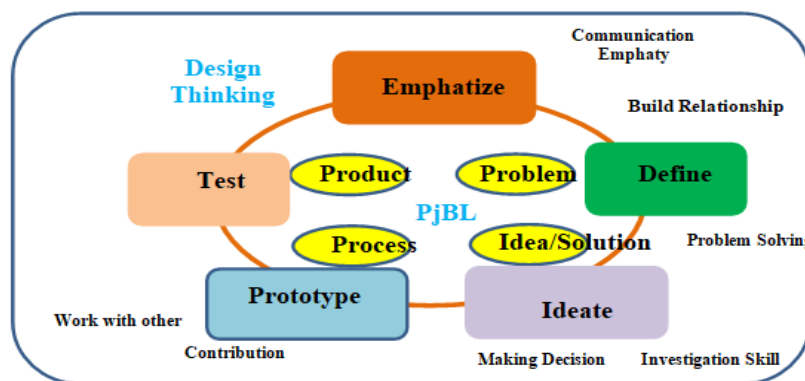 Communication
Emphaty
Design
Thinking
Emphatize
Build Relationship
Test
Product
Problem
Define
PjBL
Process
Idea/Solution
Problem Solving
Prototype
Ideate
Work with other
Contribution
Making Decision
Investigation Skill